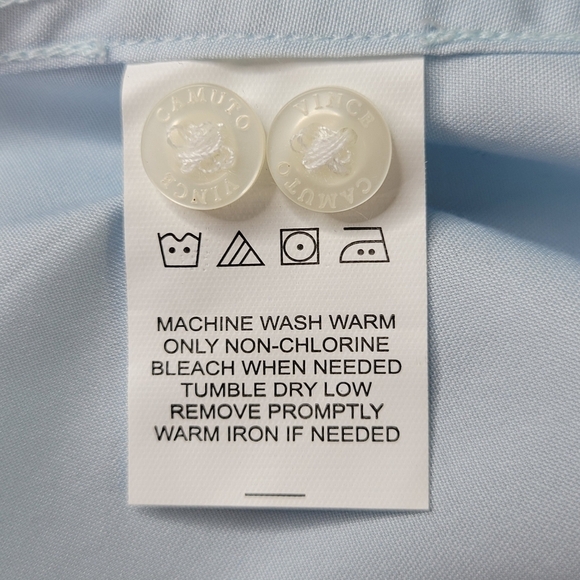 CAMUTO VINCE
VINCE CAMUTO
MACHINE WASH WARM
ONLY NON-CHLORINE
BLEACH WHEN NEEDED
TUMBLE DRY LOW
REMOVE PROMPTLY
WARM IRON IF NEEDED